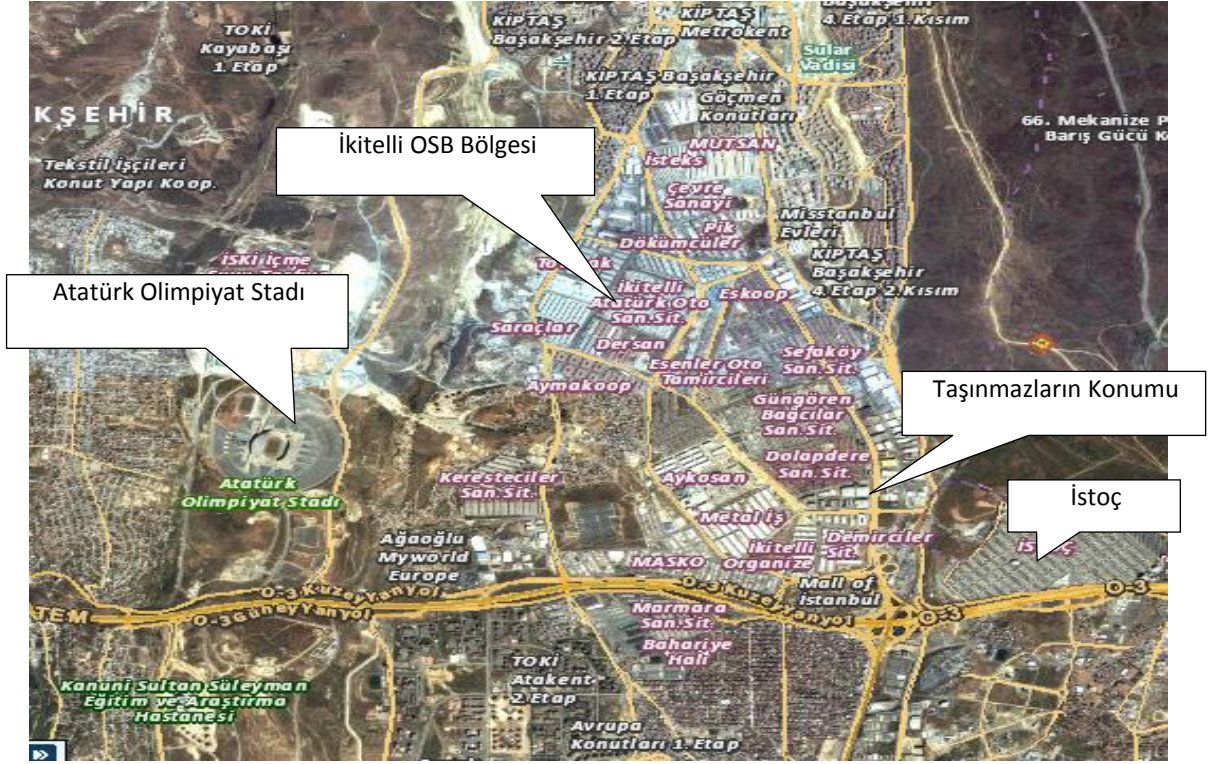 TOKİ
Kayabaşı
1. Etap
KİPTAŞ
Başakşehir 2. Etap
KİPTAŞ
Metrokent
4. Etap 1. Kısım
Sular
Vadisi
KİPTAŞ Başakşehir
1. Etap
Göçmen
Konutları
KŞEHİR
66. Mekanize P
Barış Gücü K
İkitelli OSB Bölgesi
Tekstil İşçileri
Konut Yapı Koop.
MUTSAN
İsteks
Çevre
Sanayi
Misstanbul
Evleri
Pik
Dökümcüler
KİPTAŞ
Başakşehir
4. Etap 2. Kısım
İSKİ İçme
Atatürk Olimpiyat Stadı
İkitelli
Atatürk Oto
San. Sit.
Eskoop
Saraçlar
Dersan
Esenler Oto
Tamircileri
Sefaköy
San. Sit.
Aymakoop
Güngören
Bağcılar
San. Sit.
Taşınmazların Konumu
Dolapdere
San. Sit.
Keresteciler
San. Sit.
Aykosan
Atatürk
Olimpiyat Stadı
İstoç
Metal İş
Ağaoğlu
Myworld
Europe
MASKO
İkitelli
Organize
Demirciler
Sit.
Mall of
İstanbul
O-3 Kuzey Yanyol
O-3 Kuzey Yanyol
O-3
O-3
TEM
O-3 Güney Yanyol
Marmara
San. Sit.
Bahariye
Hali
TOKİ
Atakent
2. Etap
Kanuni Sultan Süleyman
Eğitim ve Araştırma
Hastanesi
Avrupa
Konutları 1. Etap